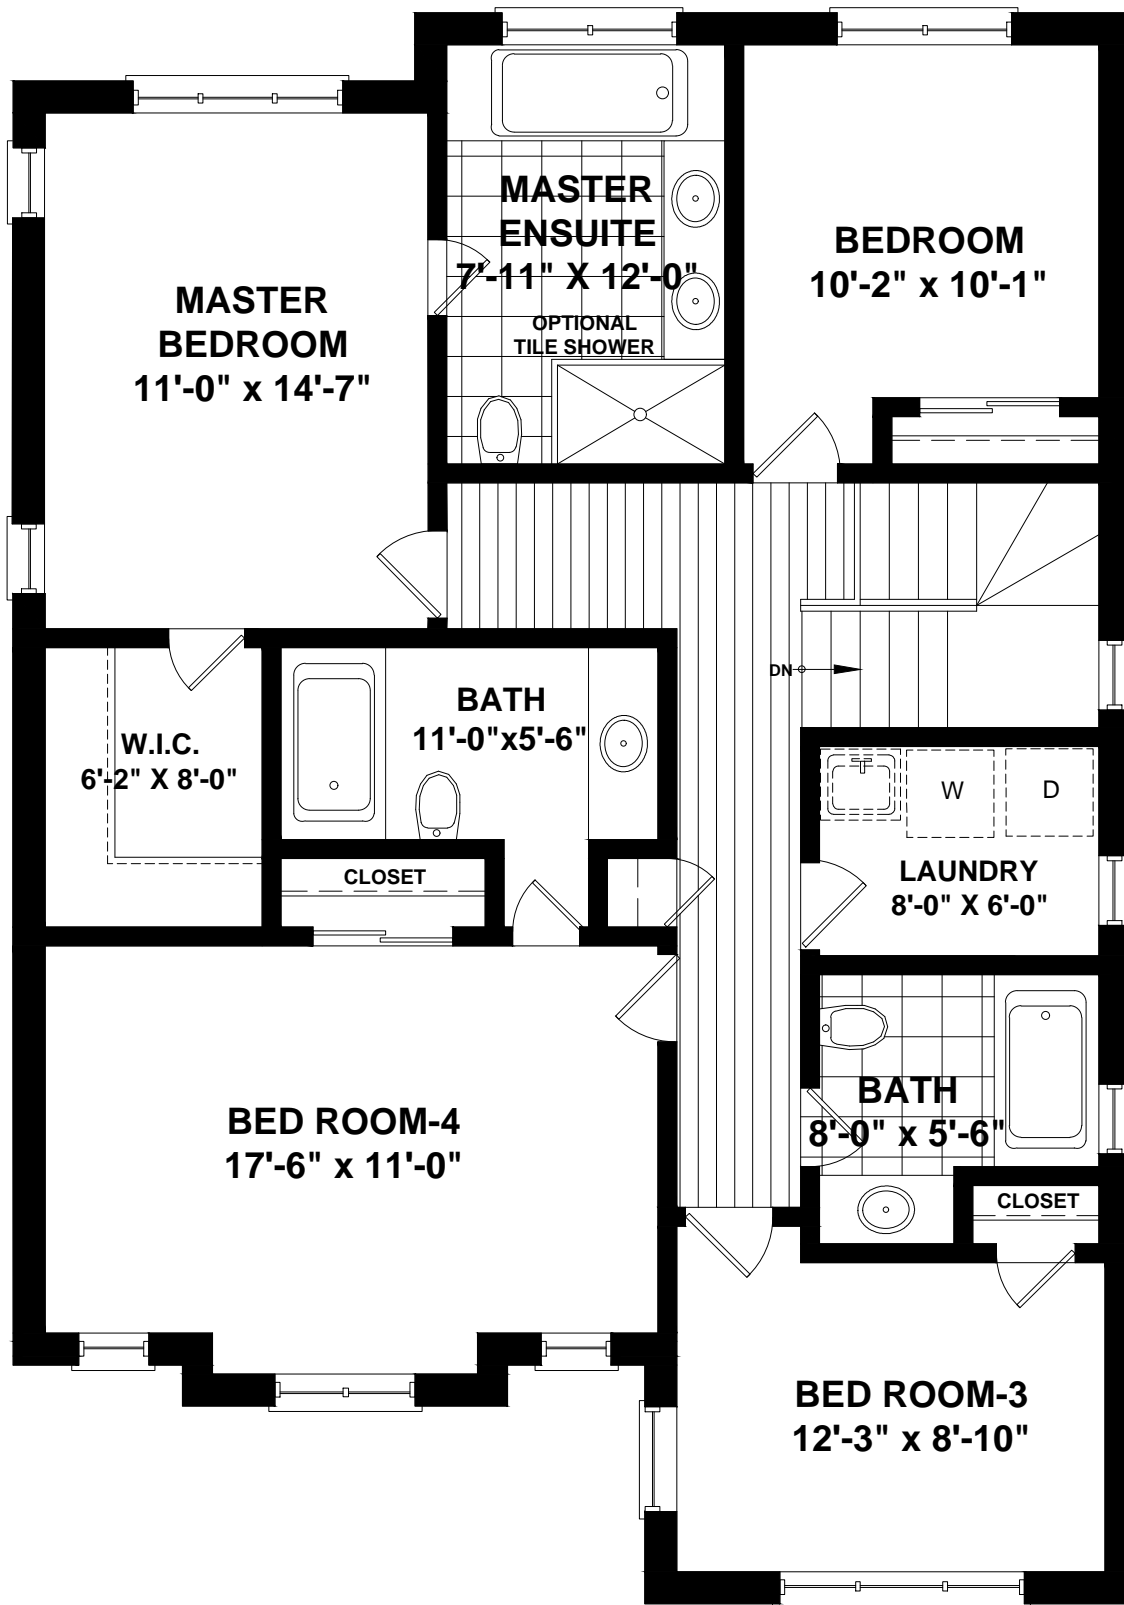 MASTER
ENSUITE
7'-11" X 12'-0"
OPTIONAL
TILE SHOWER
BEDROOM
10'-2" x 10'-1"
MASTER
BEDROOM
11'-0" x 14'-7"
DN
BATH
11'-0"x5'-6"
W.I.C.
6'-2" X 8'-0"
W
D
LAUNDRY
8'-0" X 6'-0"
CLOSET
BED ROOM-4
17'-6" x 11'-0"
BATH
8'-0" x 5'-6"
CLOSET
BED ROOM-3
12'-3" x 8'-10"